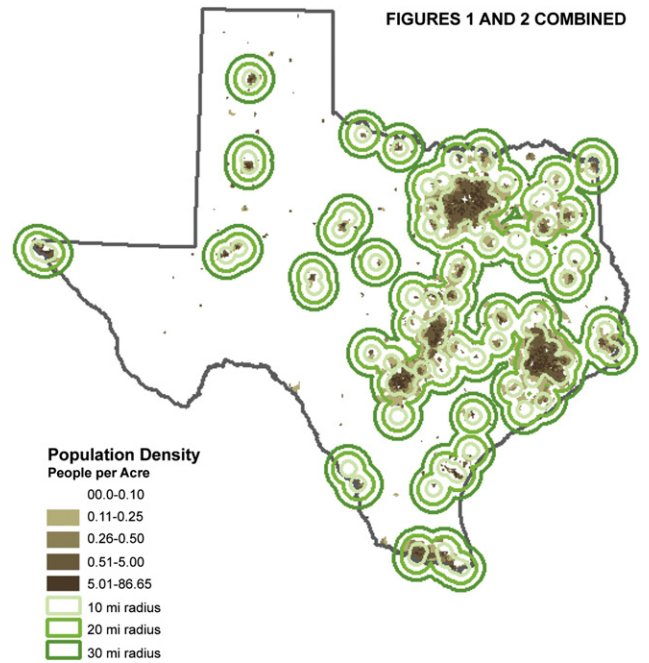 FIGURES 1 AND 2 COMBINED
Population Density
People per Acre
00.0-0.10
0.11-0.25
0.26-0.50
0.51-5.00
5.01-86.65
10 mi radius
20 mi radius
30 mi radius